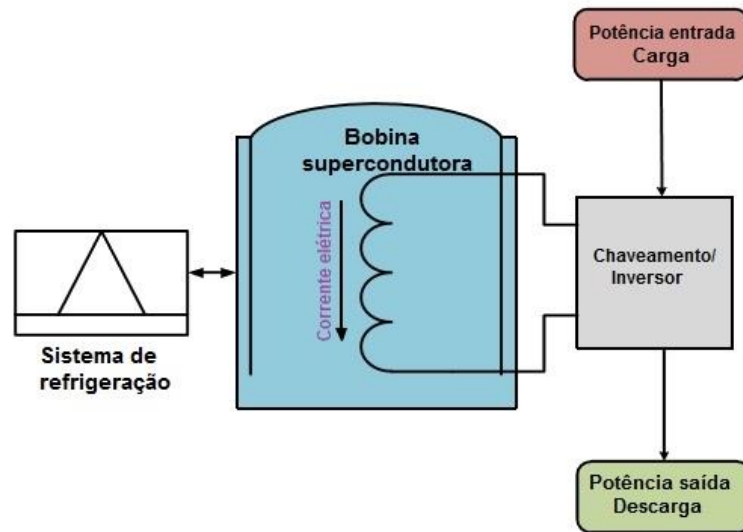 Potência entrada
Carga
Bobina
supercondutora
Corrente elétrica
Chaveamento/
Inversor
Sistema de
refrigeração
Potência saída
Descarga